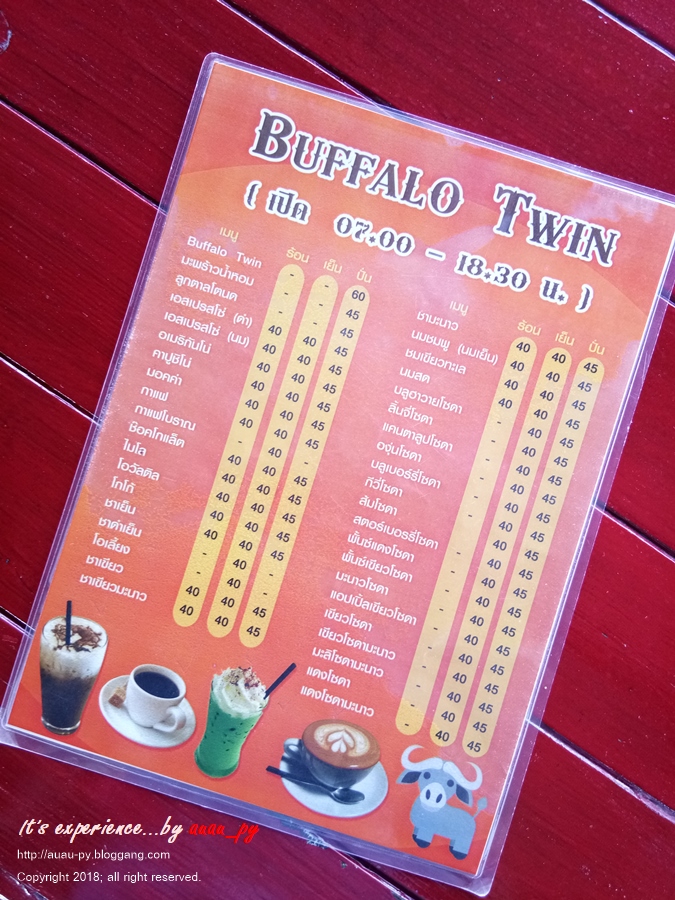 BUFFALO TWIN
( เปิด 07.00 - 18.30 น. )
เมนู ร้อน เย็น ปั่น
Buffalo Twin - - 60
มะพร้าวน้ำหอม - - 45
ลูกตาลโตนด - - 45
เอสเปรสโซ่ (ดำ) 40 40 45
เอสเปรสโซ่ (นม) 40 40 45
อเมริกันโน่ 40 40 45
คาปูชิโน่ 40 40 45
มอคค่า 40 40 45
กาแฟ 40 40 45
กาแฟโบราณ - 40 -
ช็อคโกแล็ต 40 40 45
ไมโล 40 40 45
โอวัลติล 40 40 45
โกโก้ 40 40 45
ชาเย็น - 40 45
ชาดำเย็น - 40 -
โอเลี้ยง - 40 -
ชาเขียว 40 40 45
ชาเขียวมะนาว 40 40 45
เมนู ร้อน เย็น ปั่น
ชามะนาว 40 40 45
นมชมพู (นมเย็น) 40 40 45
ชมเขียวทะเล 40 40 45
นมสด 40 40 45
บลูฮาวายโซดา - 40 45
ลิ้นจี่โซดา - 40 45
แคนตาลูปโซดา - 40 45
องุ่นโซดา - 40 45
บลูเบอร์รี่โซดา - 40 45
กีวี่โซดา - 40 45
ส้มโซดา - 40 45
สตอร์เบอรรี่โซดา - 40 45
พั้นช์แดงโซดา - 40 45
พั้นช์เขียวโซดา - 40 45
มะนาวโซดา - 40 45
แอปเปิ้ลเขียวโซดา - 40 45
เขียวโซดา - 40 45
เขียวโซดามะนาว - 40 45
มะลิโซดามะนาว - 40 45
แดงโซดา - 40 45
แดงโซดามะนาว - 40 45
It's experience...by auau_py
http://auau-py.bloggang.com
Copyright 2018; all right reserved.